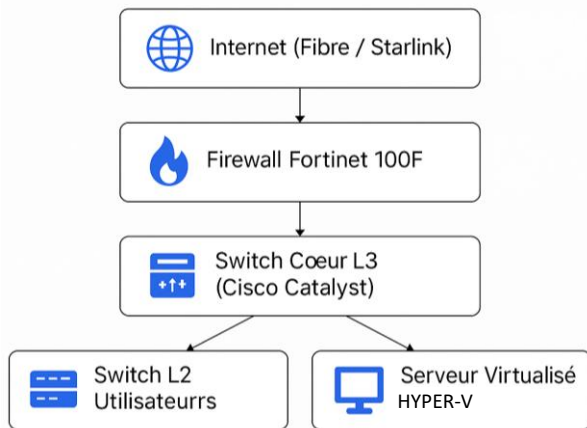 Internet (Fibre / Starlink)
Firewall Fortinet 100F
Switch Coeur L3
(Cisco Catalyst)
Switch L2
Utilisateurrs
Serveur Virtualisé
HYPER-V